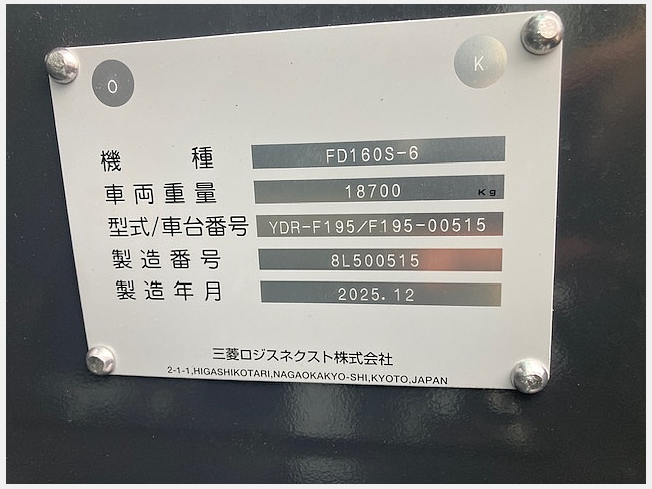 O K
機種 FD160S-6
車両重量 18700 Kg
型式/車台番号 YDR-F195/F195-00515
製造番号 8L500515
製造年月 2025.12
三菱ロジスネクスト株式会社
2-1-1,HIGASHIKOTARI,NAGAOKAKYO-SHI,KYOTO,JAPAN